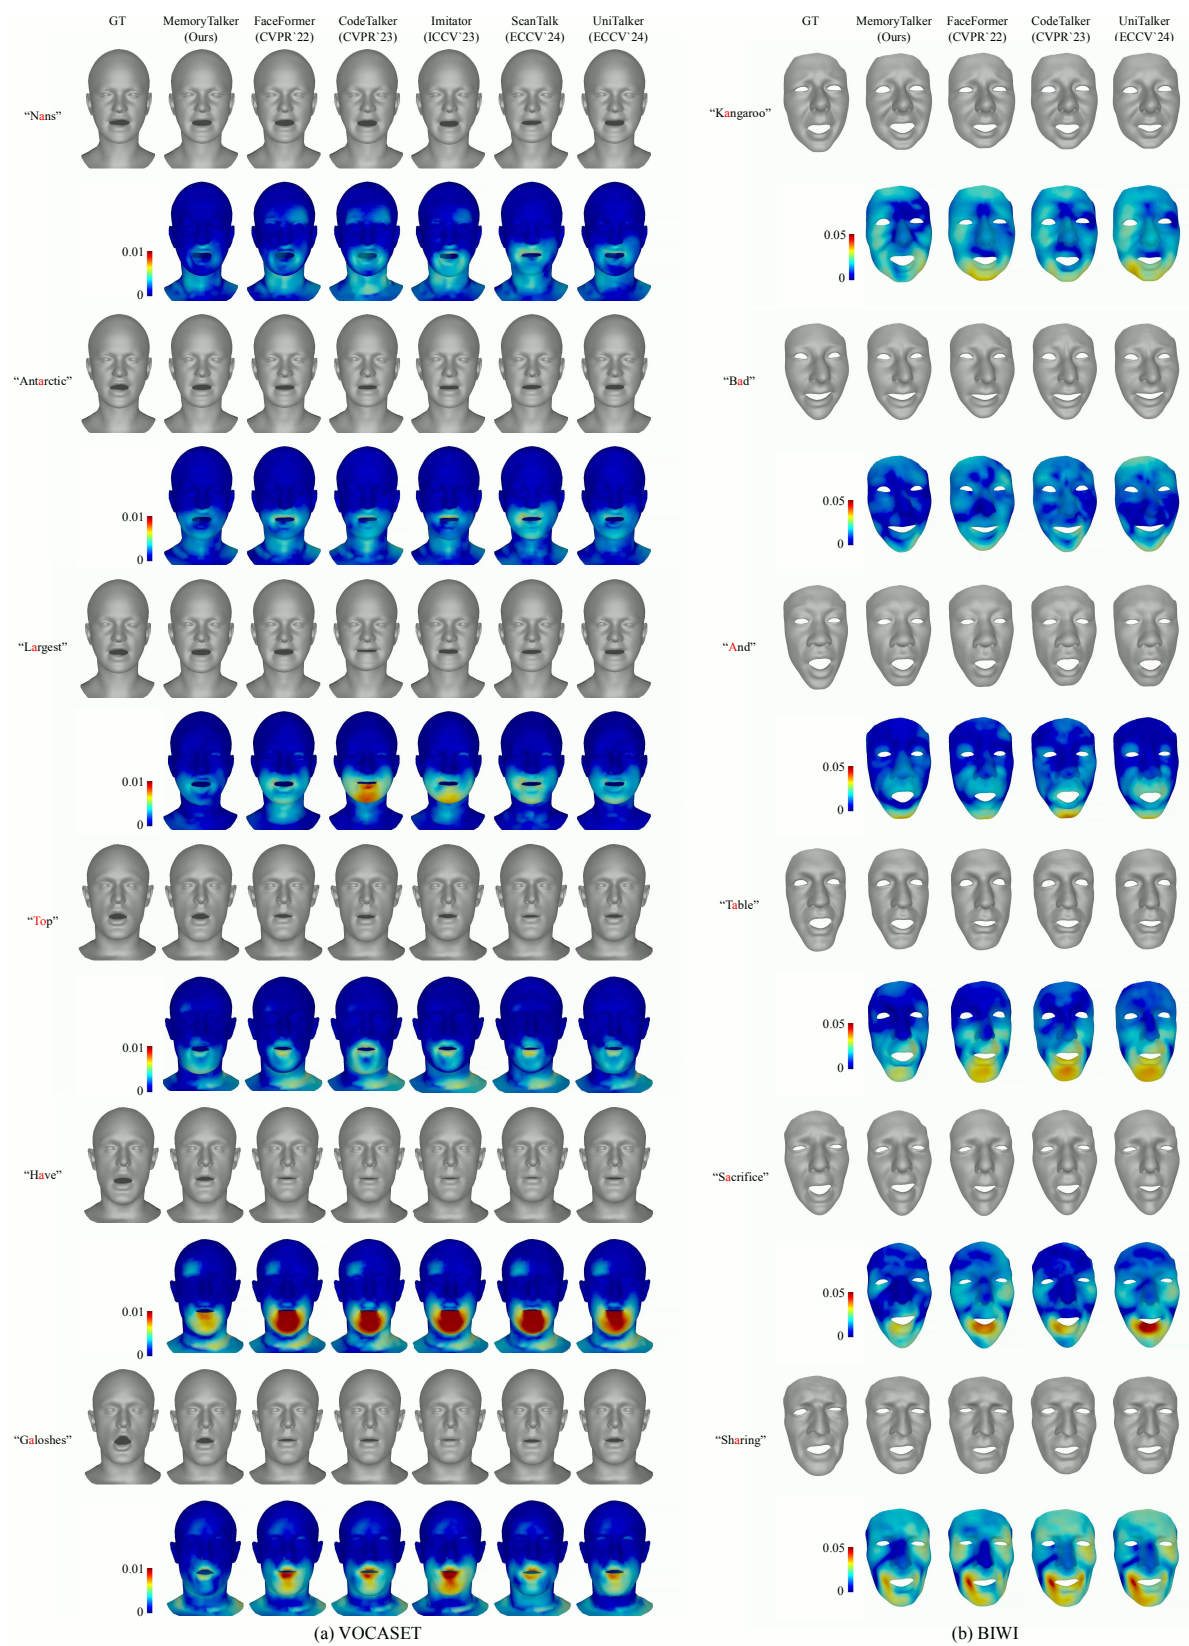 GT MemoryTalker FaceFormer CodeTalker Imitator ScanTalk UniTalker
(Ours) (CVPR`22) (CVPR`23) (ICCV`23) (ECCV`24) (ECCV`24)
“Nans”
0.01
0
“Antarctic”
0.01
0
“Largest”
0.01
0
“Top”
0.01
0
“Have”
0.01
0
“Galoshes”
0.01
0
(a) VOCASET
GT MemoryTalker FaceFormer CodeTalker UniTalker
(Ours) (CVPR`22) (CVPR`23) (ECCV`24)
“Kangaroo”
0.05
0
“Bad”
0.05
0
“And”
0.05
0
“Table”
0.05
0
“Sacrifice”
0.05
0
“Sharing”
0.05
0
(b) BIWI